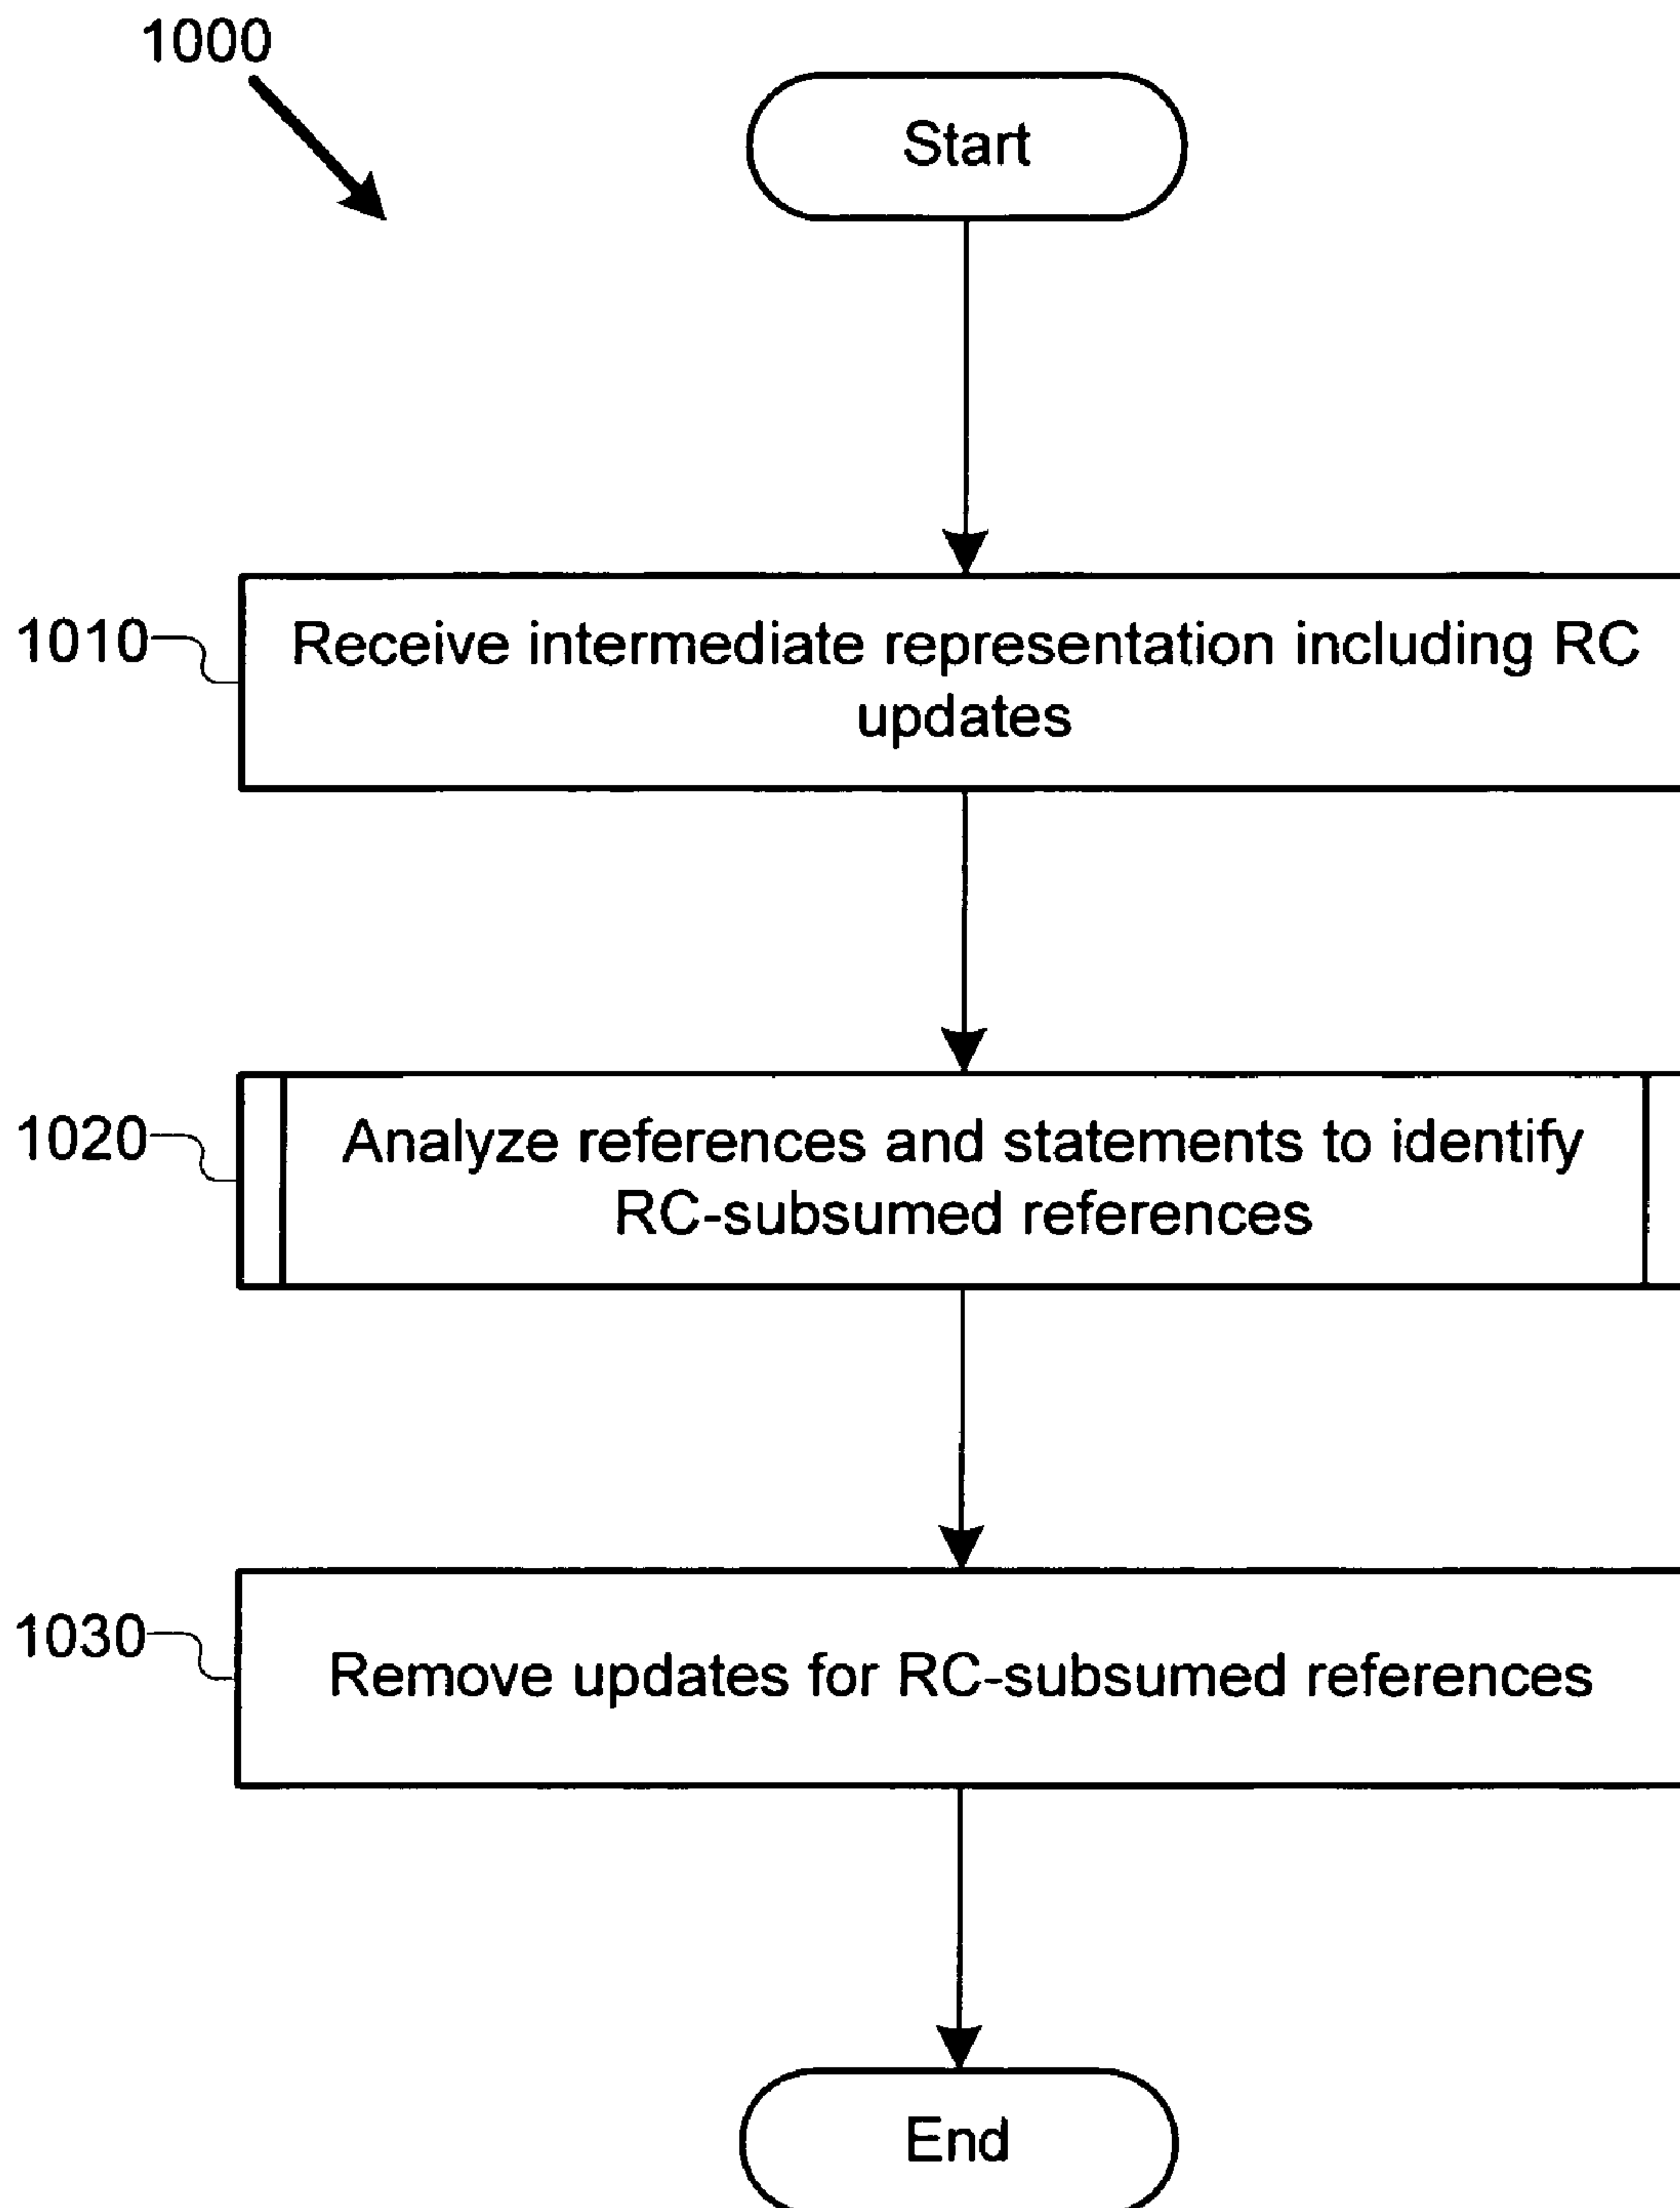 1000
Start
1010
Receive intermediate representation including RC
updates
1020
Analyze references and statements to identify
RC-subsumed references
1030
Remove updates for RC-subsumed references
End